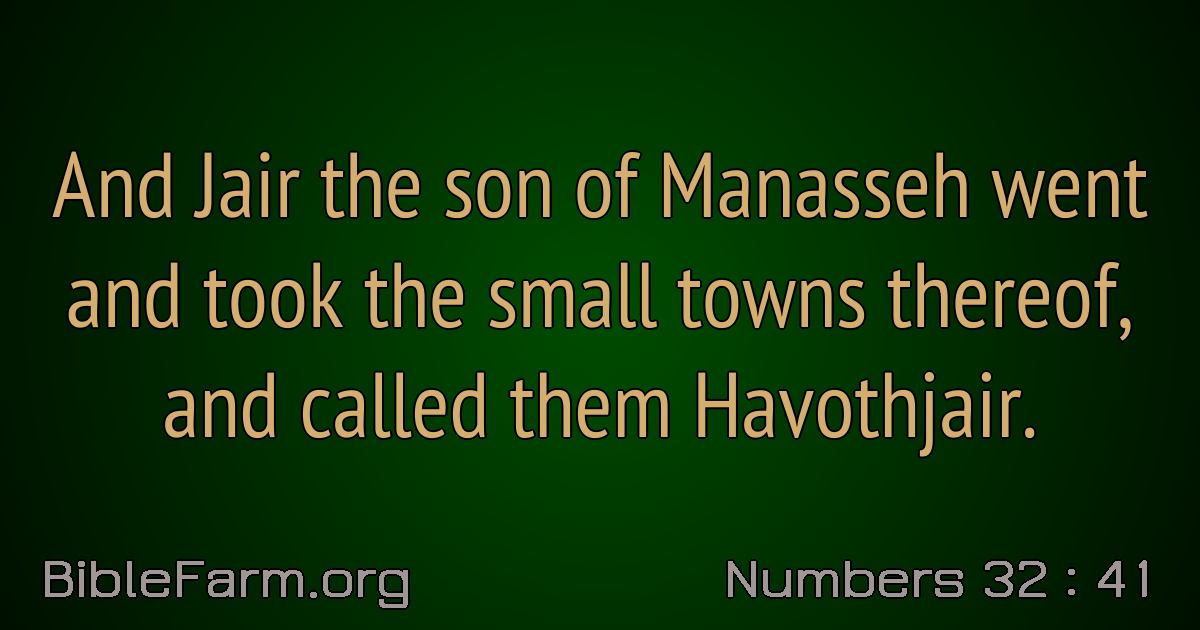 And Jair the son of Manasseh went
and took the small towns thereof,
and called them Havothjair.
BibleFarm.org
Numbers 32 : 41